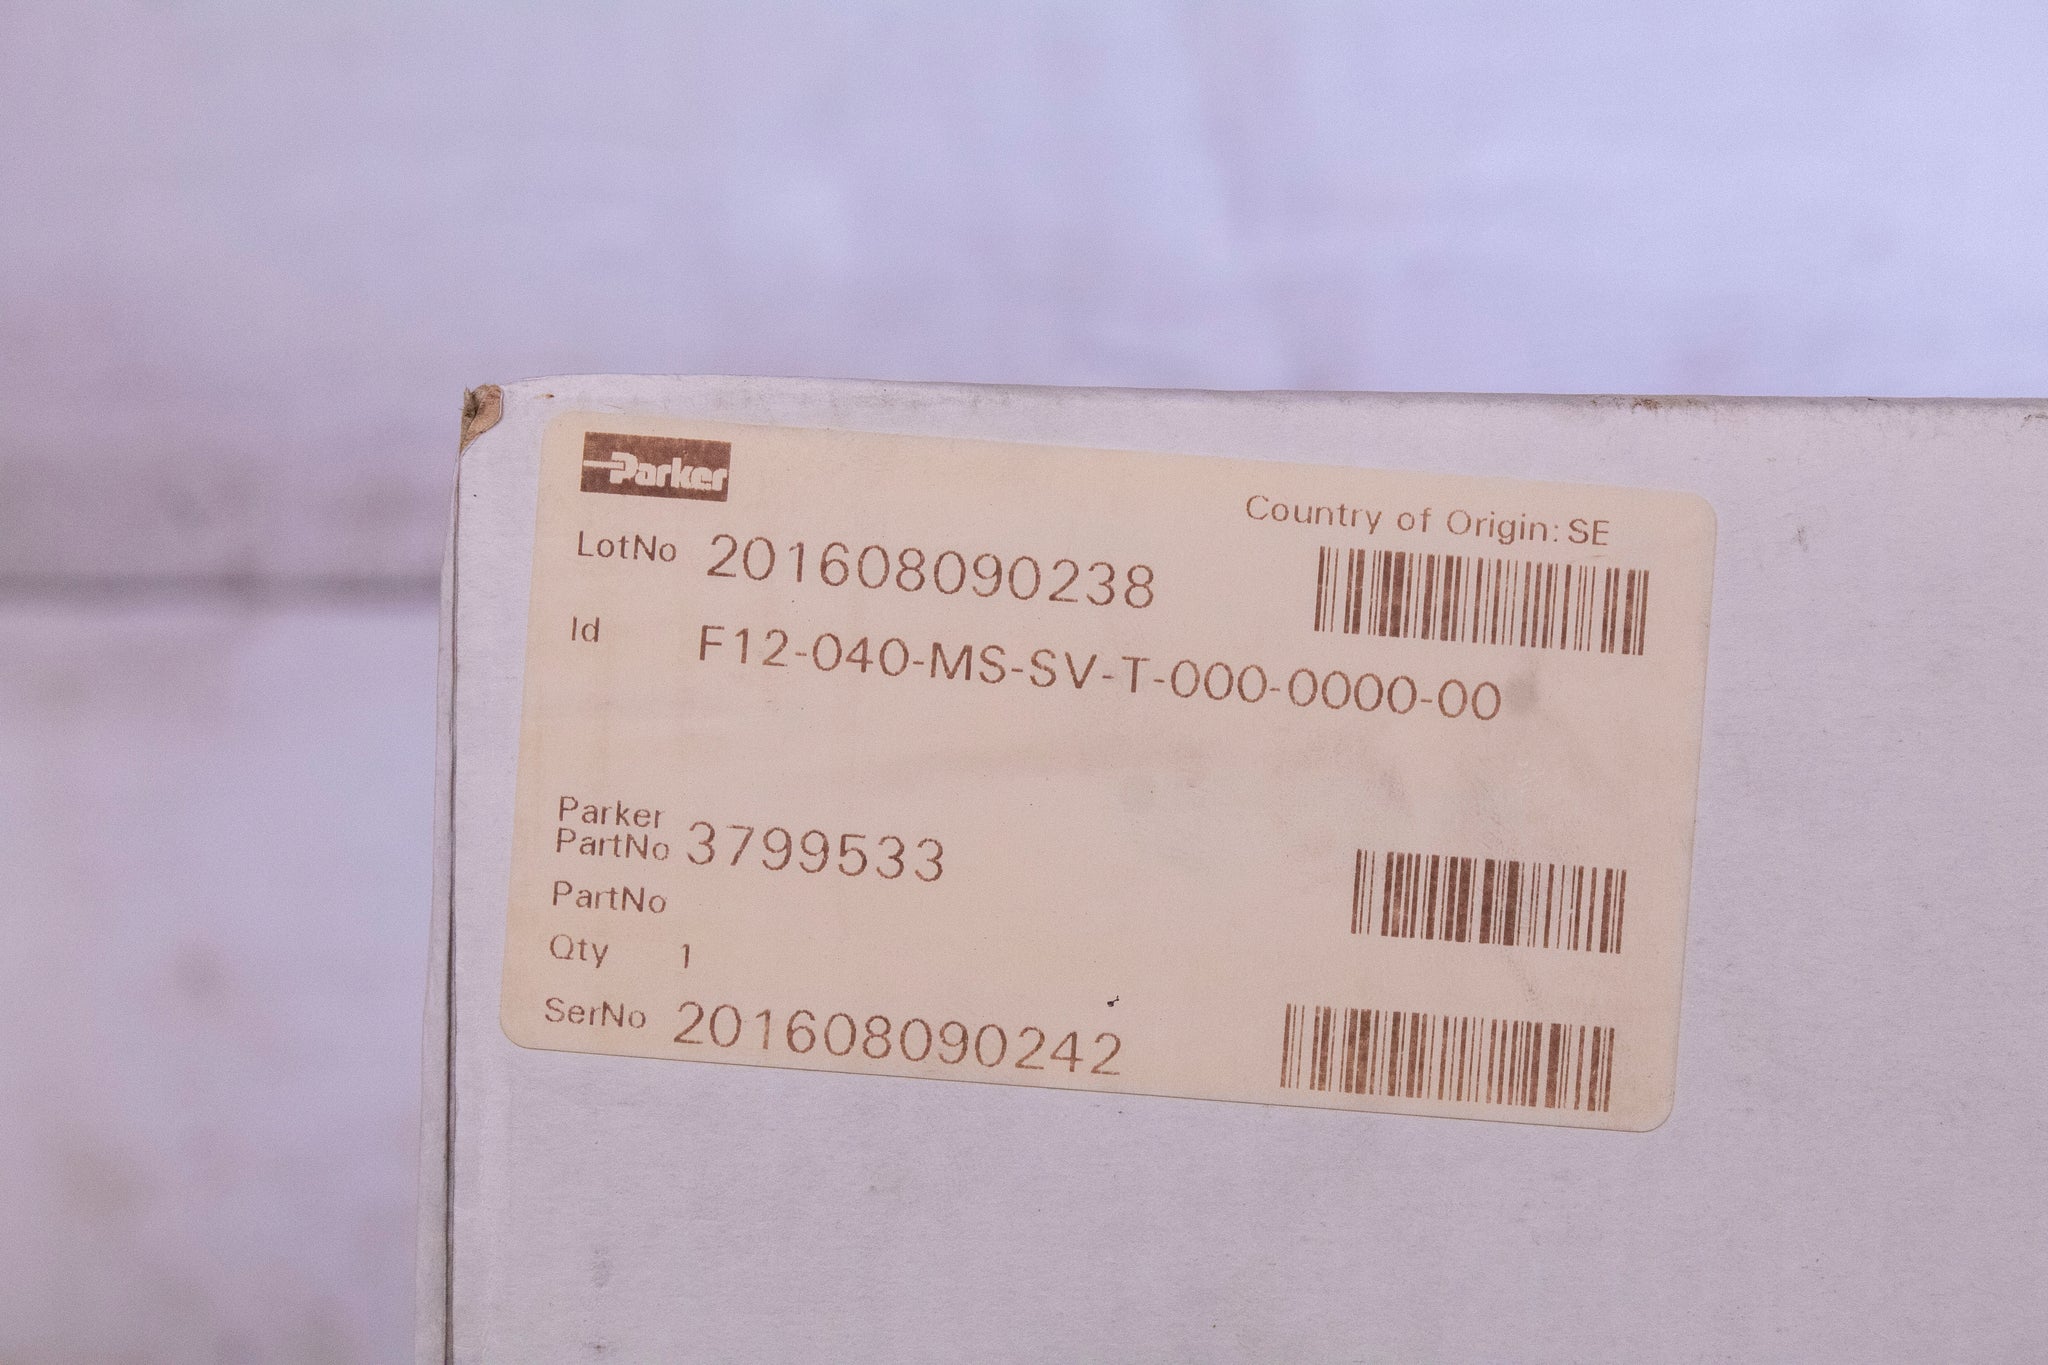 Parker
Country of Origin: SE
LotNo 201608090238
Id F12-040-MS-SV-T-000-0000-00
Parker
PartNo 3799533
PartNo
Qty 1
SerNo 201608090242